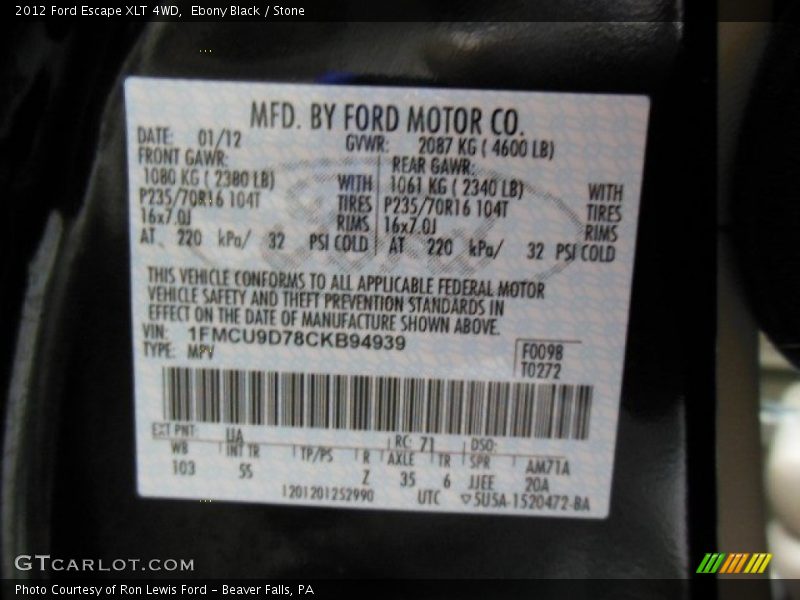 2012 Ford Escape XLT 4WD, Ebony Black / Stone
MFD. BY FORD MOTOR CO.
DATE: 01/12 GVWR: 2087 KG ( 4600 LB)
FRONT GAWR: REAR GAWR:
1080 KG ( 2380 LB) WITH 1061 KG ( 2340 LB) WITH
P235/70R16 104T TIRES P235/70R16 104T TIRES
16x7.0J RIMS 16x7.0J RIMS
AT 220 kPa/ 32 PSI COLD AT 220 kPa/ 32 PSI COLD
THIS VEHICLE CONFORMS TO ALL APPLICABLE FEDERAL MOTOR
VEHICLE SAFETY AND THEFT PREVENTION STANDARDS IN
EFFECT ON THE DATE OF MANUFACTURE SHOWN ABOVE.
VIN: 1FMCU9D78CKB94939
TYPE: MPV
F0098
T0272
EXT PNT: UA RC: 71 DSO:
WB INT TR TP/PS R AXLE TR SPR AM71A
103 5S Z 35 6 JJEE 20A
1201201252990 UTC ▽5U5A-1520472-BA
GTCARLOT.COM
Photo Courtesy of Ron Lewis Ford - Beaver Falls, PA